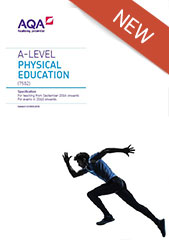 NEW
AQA
A-LEVEL
PHYSICAL
EDUCATION
(7582)
Specification
For teaching from September 2016 onwards
For exams in 2018 onwards